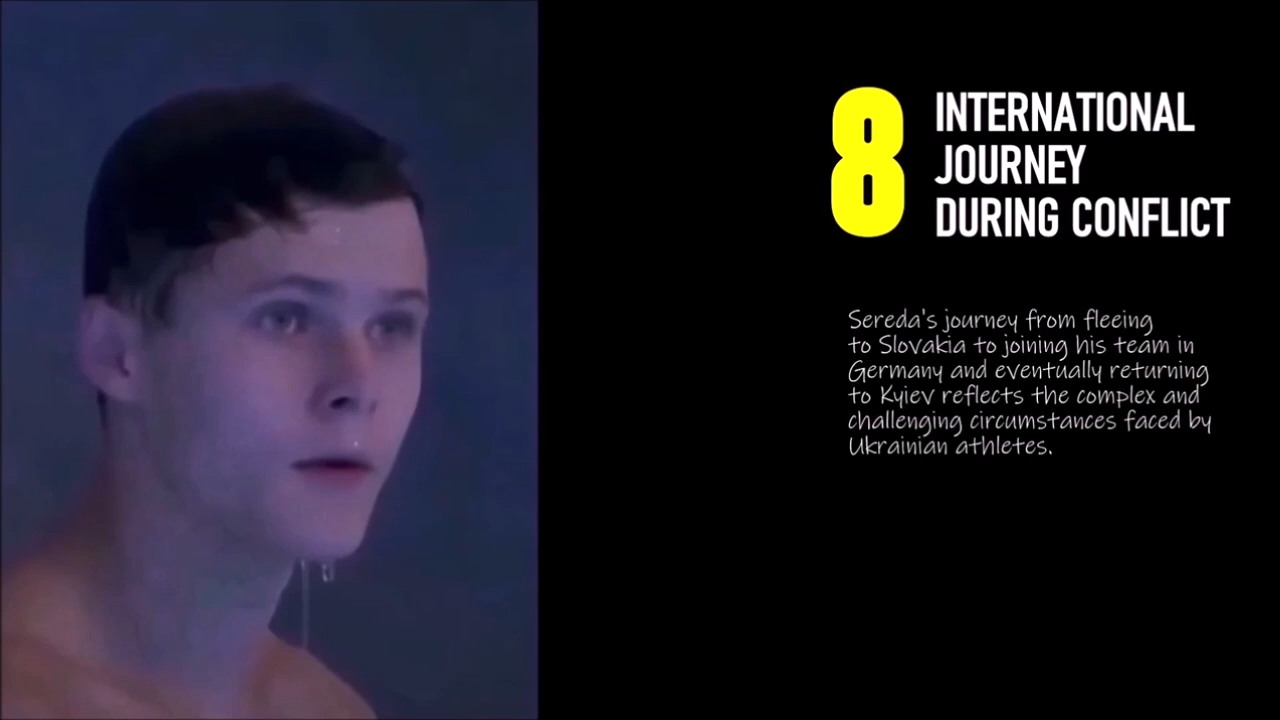 8
INTERNATIONAL
JOURNEY
DURING CONFLICT
Sereda's journey from fleeing
to Slovakia to joining his team in
Germany and eventually returning
to Kyiev reflects the complex and
challenging circumstances faced by
Ukrainian athletes.